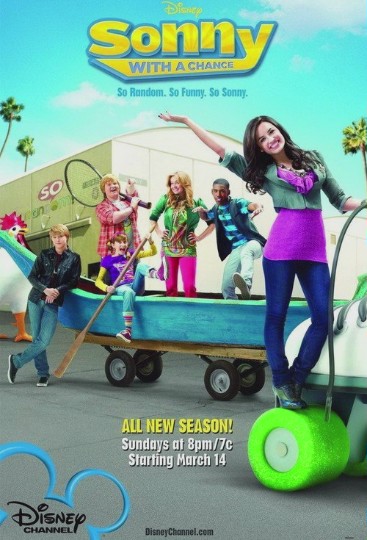 Disney
Sonny
WITH A CHANCE
So Random. So Funny. So Sonny.
SO
ALL NEW SEASON!
Sundays at 8pm/7c
Starting March 14
Disney
CHANNEL
DisneyChannel.com